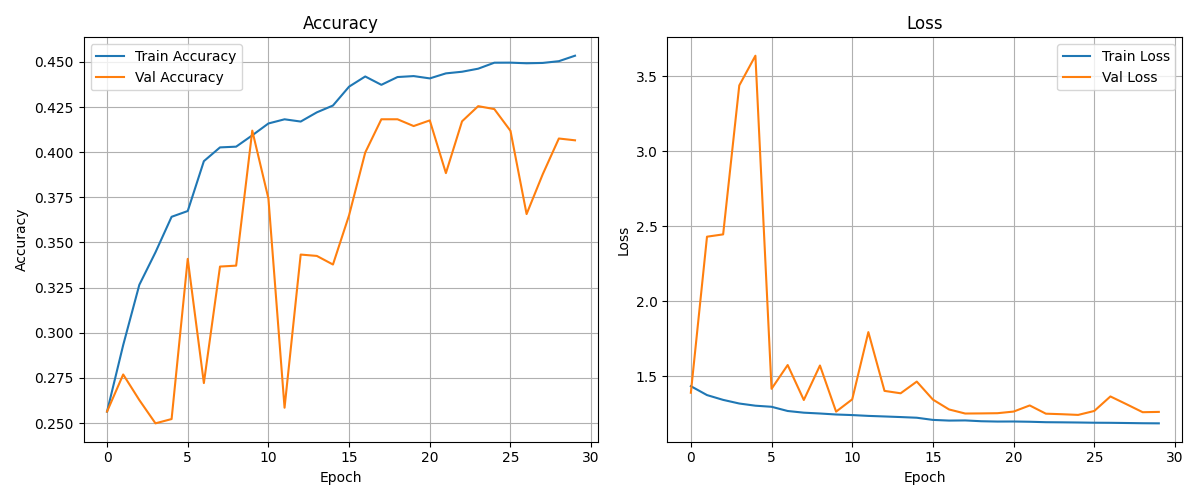 Accuracy
Train Accuracy
Val Accuracy
0.450
0.425
0.400
0.375
0.350
0.325
0.300
0.275
0.250
Accuracy
0 5 10 15 20 25 30
Epoch
Loss
Train Loss
Val Loss
3.5
3.0
2.5
2.0
1.5
Loss
0 5 10 15 20 25 30
Epoch